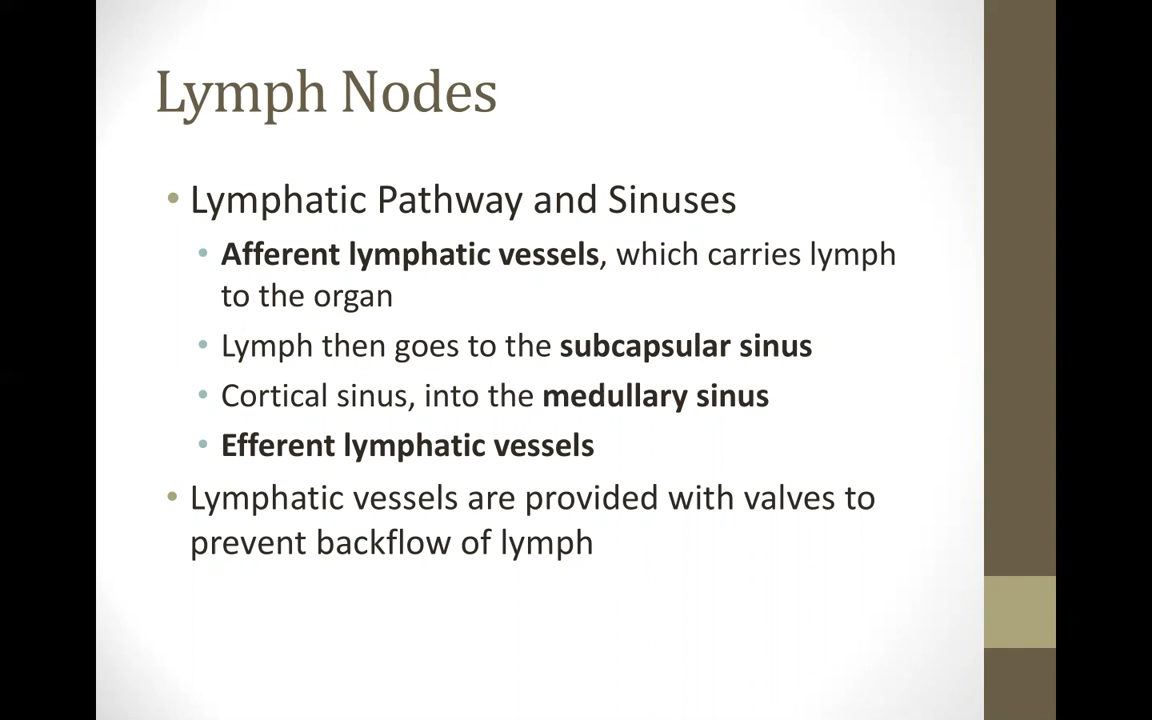 Lymph Nodes
• Lymphatic Pathway and Sinuses
• Afferent lymphatic vessels, which carries lymph
to the organ
• Lymph then goes to the subcapsular sinus
• Cortical sinus, into the medullary sinus
• Efferent lymphatic vessels
• Lymphatic vessels are provided with valves to
prevent backflow of lymph